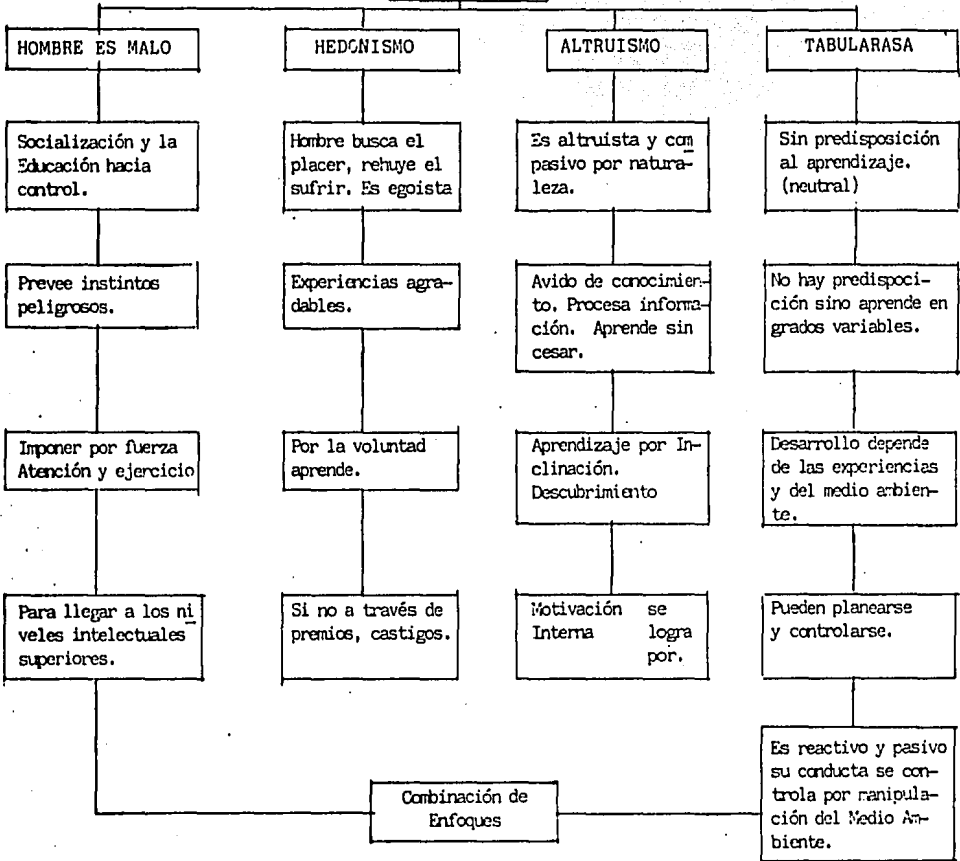 HOMBRE ES MALO
HEDONISMO
ALTRUISMO
TABULARASA
Socialización y la
Educación hacia
control.
Hombre busca el
placer, rehuye el
sufrir. Es egoista
Es altruista y com
pasivo por natura-
leza.
Sin predisposición
al aprendizaje.
(neutral)
Prevee instintos
peligrosos.
Experiencias agra-
dables.
Avido de conocimien-
to. Procesa informa-
ción. Aprende sin
cesar.
No hay predisposi-
ción sino aprende en
grados variables.
Imponer por fuerza
Atención y ejercicio
Por la voluntad
aprende.
Aprendizaje por In-
clinación.
Descubrimiento
Desarrollo depende
de las experiencias
y del medio ambien-
te.
Para llegar a los ni
veles intelectuales
superiores.
Si no a través de
premios, castigos.
Motivación se
Interna logra
por.
Pueden planearse
y controlarse.
Es reactivo y pasivo
su conducta se con-
trola por manipula-
ción del Medio Am-
biente.
Combinación de
Enfoques